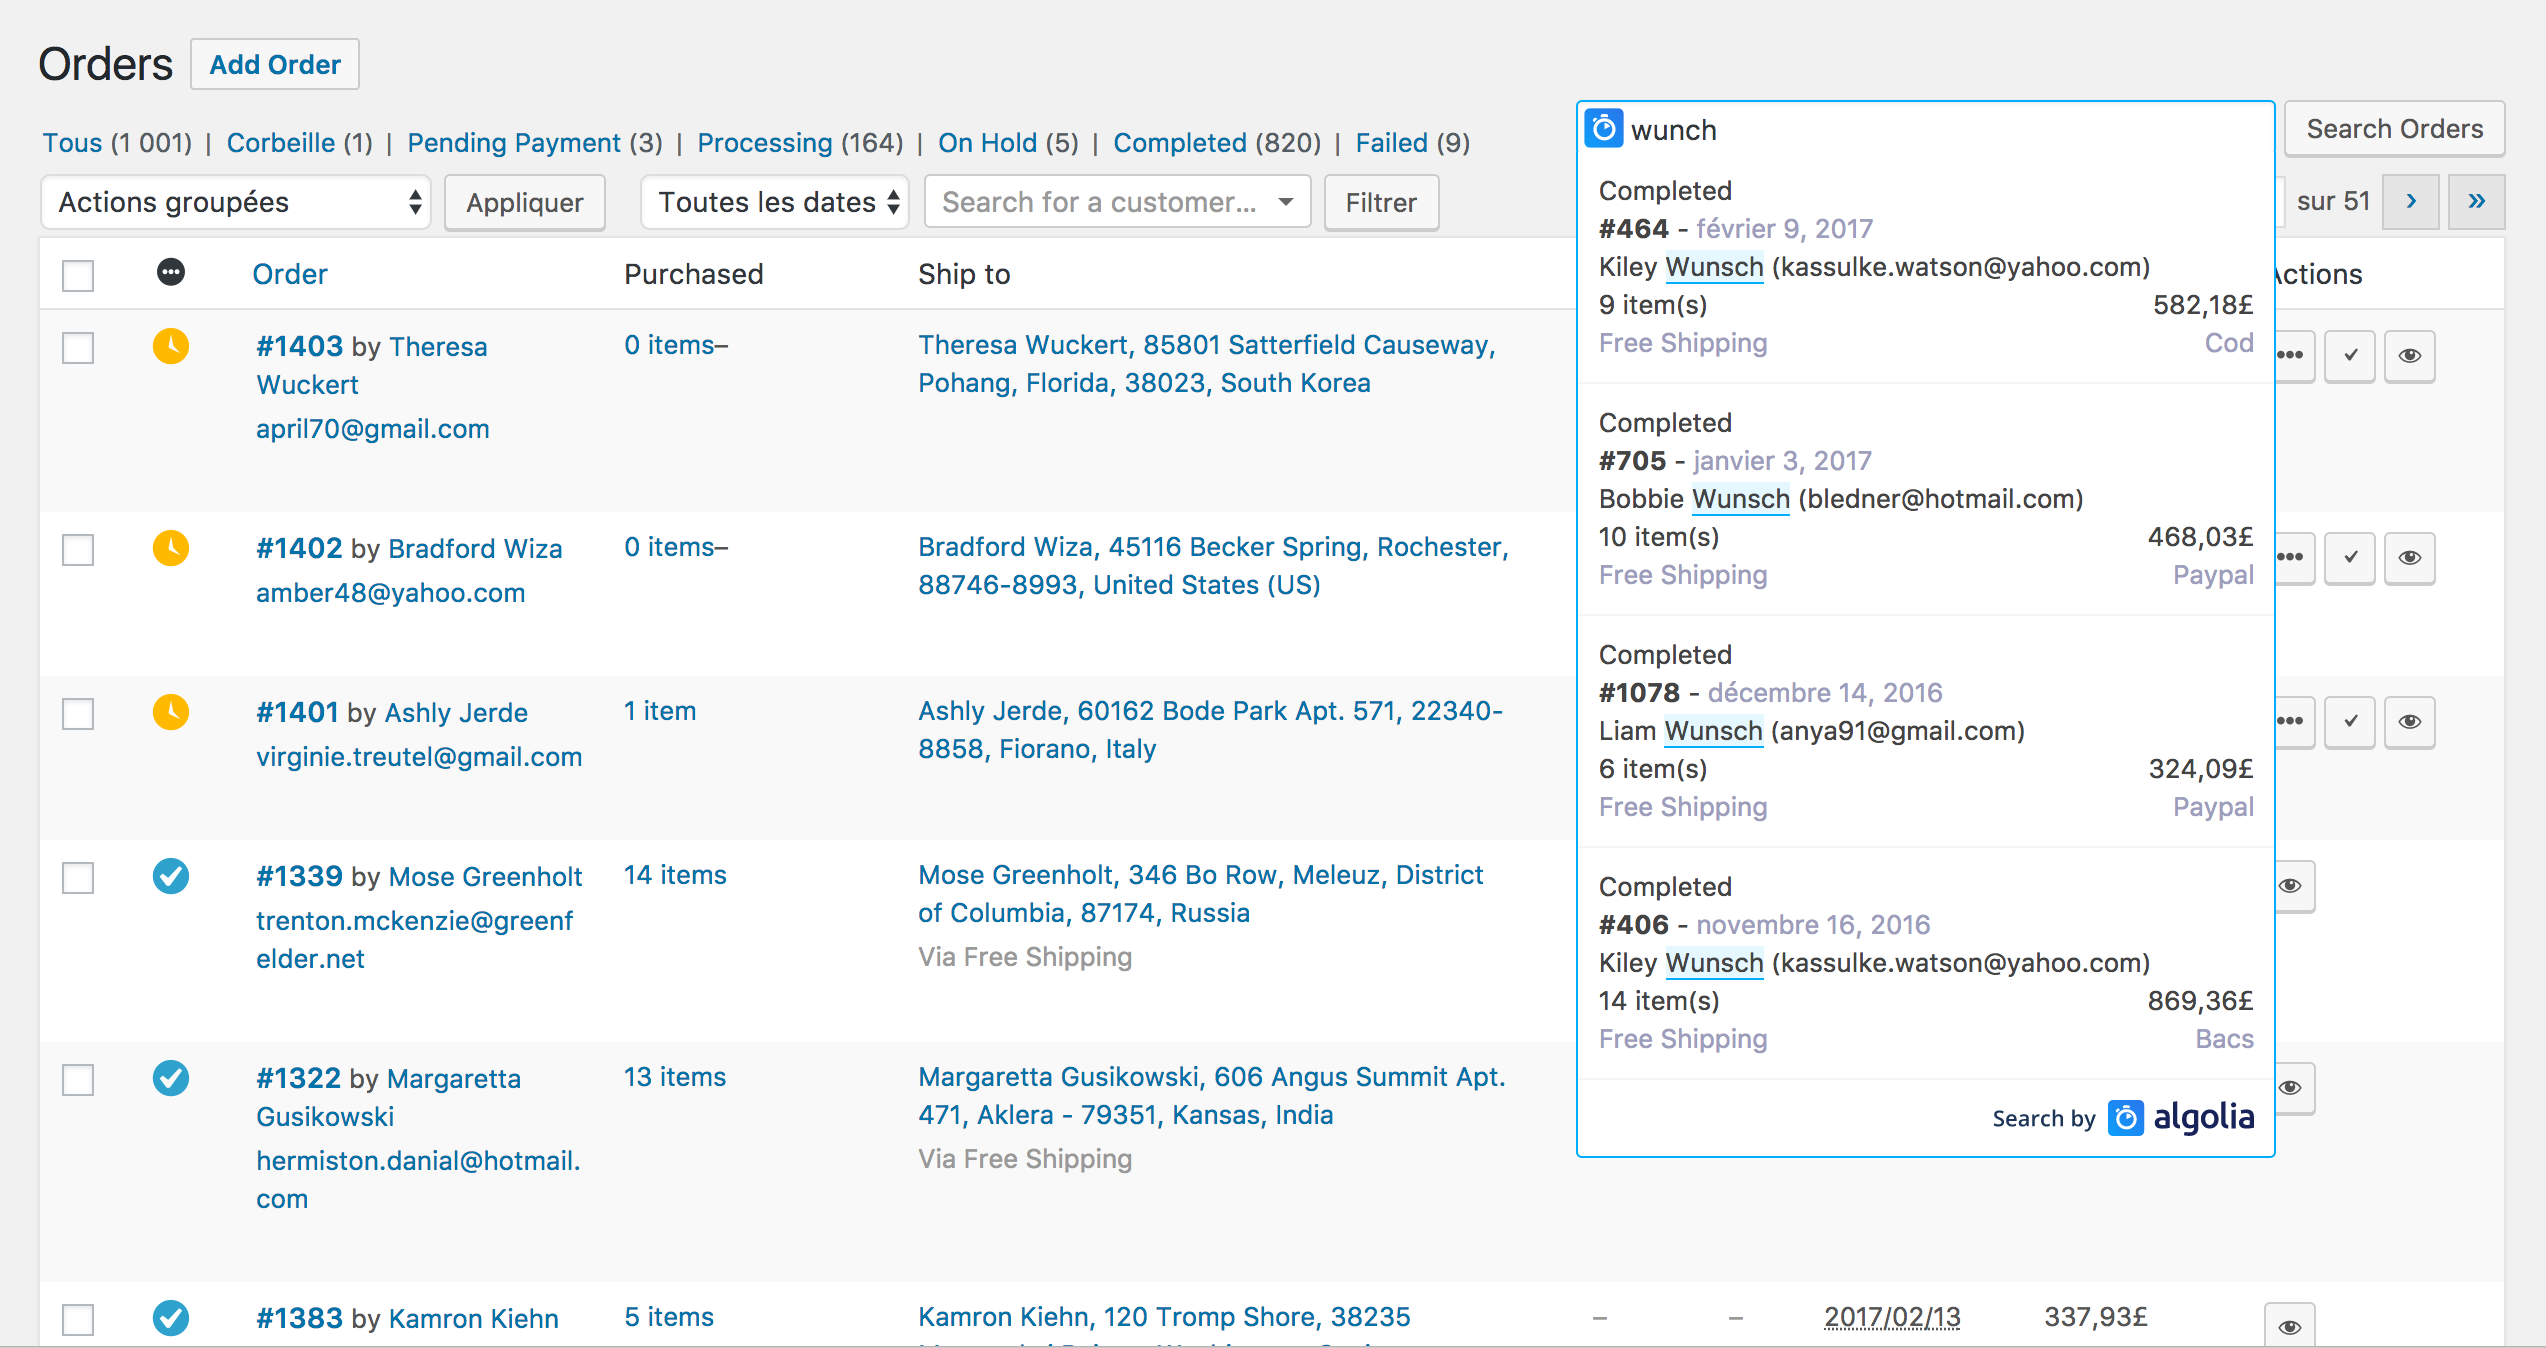 Orders Add Order
Tous (1 001) | Corbeille (1) | Pending Payment (3) | Processing (164) | On Hold (5) | Completed (820) | Failed (9)
wunch
Search Orders
Actions groupées Appliquer Toutes les dates Search for a customer... Filtrer
sur 51 › »
Order Purchased Ship to
Actions
#1403 by Theresa
Wuckert
april70@gmail.com
0 items–
Theresa Wuckert, 85801 Satterfield Causeway,
Pohang, Florida, 38023, South Korea
#1402 by Bradford Wiza
amber48@yahoo.com
0 items–
Bradford Wiza, 45116 Becker Spring, Rochester,
88746-8993, United States (US)
#1401 by Ashly Jerde
virginie.treutel@gmail.com
1 item
Ashly Jerde, 60162 Bode Park Apt. 571, 22340-
8858, Fiorano, Italy
#1339 by Mose Greenholt
trenton.mckenzie@greenf
elder.net
14 items
Mose Greenholt, 346 Bo Row, Meleuz, District
of Columbia, 87174, Russia
Via Free Shipping
#1322 by Margaretta
Gusikowski
hermiston.danial@hotmail.
com
13 items
Margaretta Gusikowski, 606 Angus Summit Apt.
471, Aklera - 79351, Kansas, India
Via Free Shipping
#1383 by Kamron Kiehn
5 items
Kamron Kiehn, 120 Tromp Shore, 38235
– – 2017/02/13 337,93£
Completed
#464 - février 9, 2017
Kiley Wunsch (kassulke.watson@yahoo.com)
9 item(s) 582,18£
Free Shipping Cod
Completed
#705 - janvier 3, 2017
Bobbie Wunsch (bledner@hotmail.com)
10 item(s) 468,03£
Free Shipping Paypal
Completed
#1078 - décembre 14, 2016
Liam Wunsch (anya91@gmail.com)
6 item(s) 324,09£
Free Shipping Paypal
Completed
#406 - novembre 16, 2016
Kiley Wunsch (kassulke.watson@yahoo.com)
14 item(s) 869,36£
Free Shipping Bacs
Search by algolia